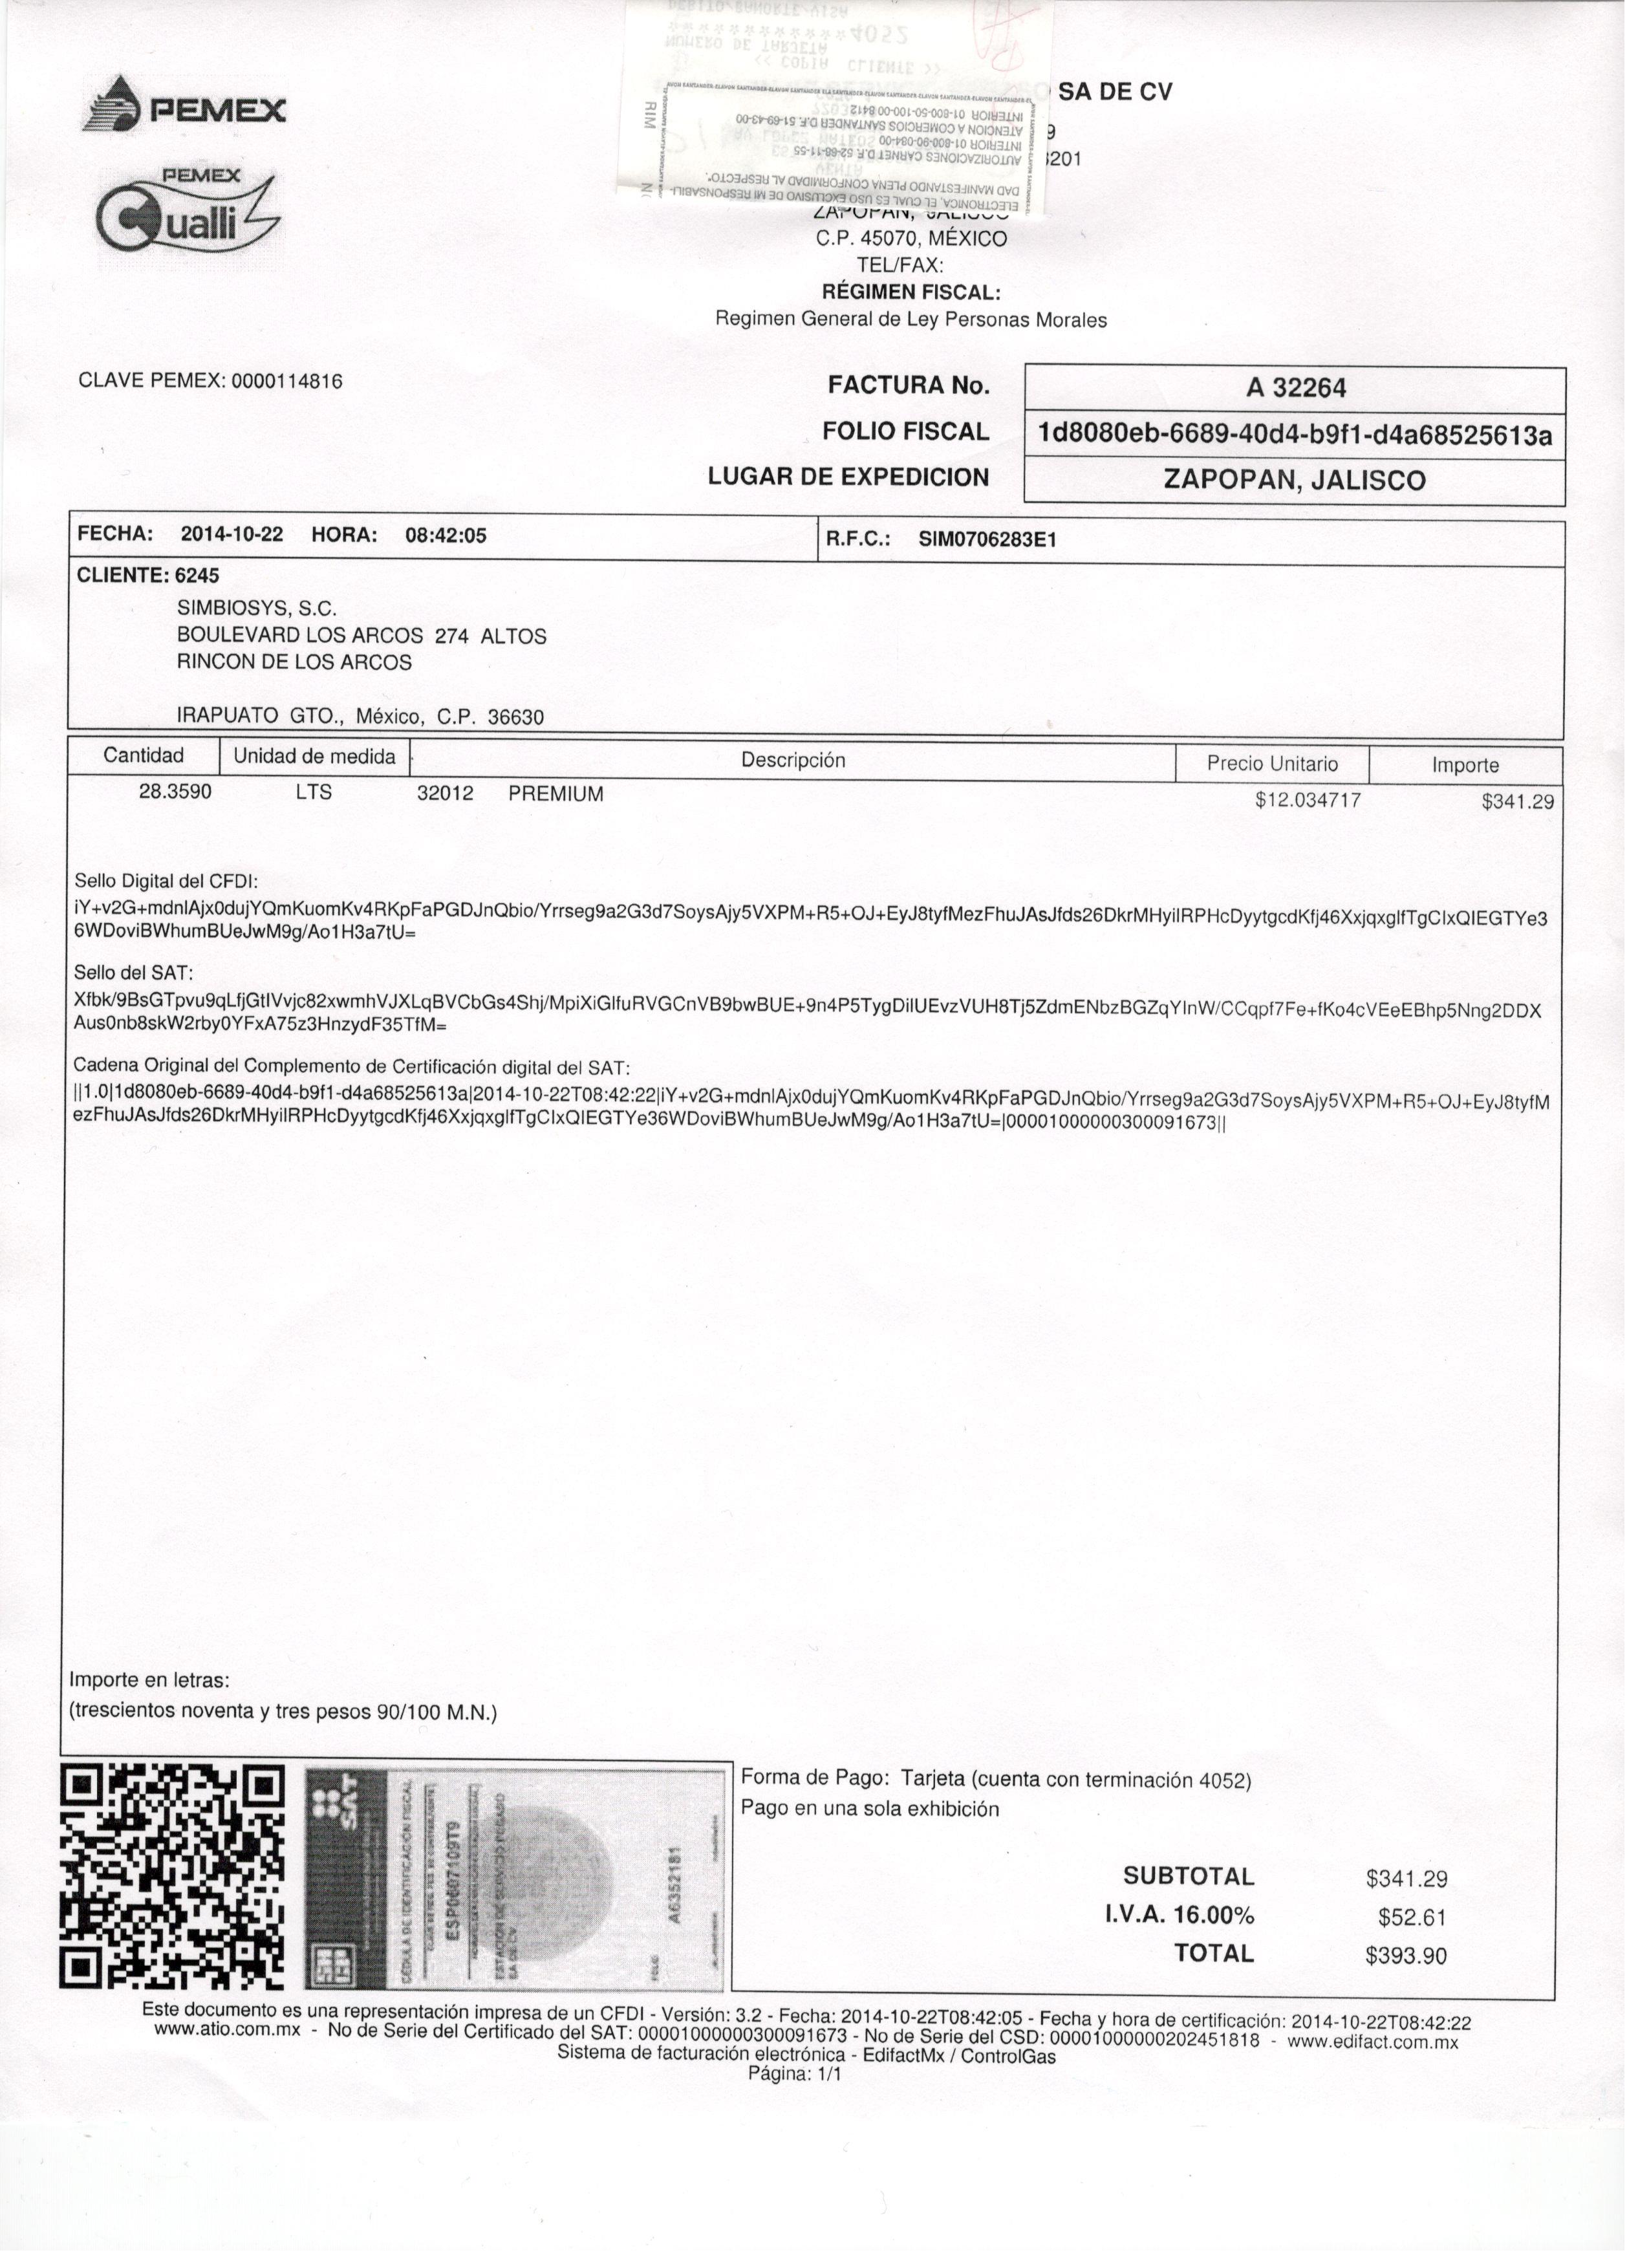 PEMEX
PEMEX
Cualli
DEBITO/BANORTE/VISA
************4052
NUMERO DE TARJETA
<< COPIA CLIENTE >>
RIM
INTERIOR 01-800-50-100-00 8412
ATENCION A COMERCIOS SANTANDER D.F. 51-69-43-00
INTERIOR 01-800-90-084-00
AUTORIZACIONES CARNET D.F. 52-68-11-55
DAD MANIFESTANDO PLENA CONFORMIDAD AL RESPECTO".
ELECTRONICA, EL CUAL ES USO EXCLUSIVO DE MI RESPONSABILI-
SA DE CV
9
3201
ZAPOPAN, JALISCO
C.P. 45070, MÉXICO
TEL/FAX:
RÉGIMEN FISCAL:
Regimen General de Ley Personas Morales
CLAVE PEMEX: 0000114816
FACTURA No. A 32264
FOLIO FISCAL 1d8080eb-6689-40d4-b9f1-d4a68525613a
LUGAR DE EXPEDICION ZAPOPAN, JALISCO
FECHA: 2014-10-22 HORA: 08:42:05 R.F.C.: SIM0706283E1
CLIENTE: 6245
SIMBIOSYS, S.C.
BOULEVARD LOS ARCOS 274 ALTOS
RINCON DE LOS ARCOS
IRAPUATO GTO., México, C.P. 36630
Cantidad Unidad de medida Descripción Precio Unitario Importe
28.3590 LTS 32012 PREMIUM $12.034717 $341.29
Sello Digital del CFDI:
iY+v2G+mdnlAjx0dujYQmKuomKv4RKpFaPGDJnQbio/Yrrseg9a2G3d7SoysAjy5VXPM+R5+OJ+EyJ8tyfMezFhuJAsJfds26DkrMHyilRPHcDyytgcdKfj46XxjqxglfTgClxQIEGTYe3
6WDoviBWhumBUeJwM9g/Ao1H3a7tU=
Sello del SAT:
Xfbk/9BsGTpvu9qLfjGtIVvjc82xwmhVJXLqBVCbGs4Shj/MpiXiGlfuRVGCnVB9bwBUE+9n4P5TygDilUEvzVUH8Tj5ZdmENbzBGZqYInW/CCqpf7Fe+fKo4cVEeEBhp5Nng2DDX
Aus0nb8skW2rby0YFxA75z3HnzydF35TfM=
Cadena Original del Complemento de Certificación digital del SAT:
||1.0|1d8080eb-6689-40d4-b9f1-d4a68525613a|2014-10-22T08:42:22|iY+v2G+mdnlAjx0dujYQmKuomKv4RKpFaPGDJnQbio/Yrrseg9a2G3d7SoysAjy5VXPM+R5+OJ+EyJ8tyfM
ezFhuJAsJfds26DkrMHyilRPHcDyytgcdKfj46XxjqxglfTgClxQIEGTYe36WDoviBWhumBUeJwM9g/Ao1H3a7tU=|00001000000300091673||
Importe en letras:
(trescientos noventa y tres pesos 90/100 M.N.)
SAT
CÉDULA DE IDENTIFICACIÓN FISCAL
ESP0607109T9
SA DE CV
FOLIO
A6352181
Forma de Pago: Tarjeta (cuenta con terminación 4052)
Pago en una sola exhibición
SUBTOTAL $341.29
I.V.A. 16.00% $52.61
TOTAL $393.90
Este documento es una representación impresa de un CFDI - Versión: 3.2 - Fecha: 2014-10-22T08:42:05 - Fecha y hora de certificación: 2014-10-22T08:42:22
www.atio.com.mx - No de Serie del Certificado del SAT: 00001000000300091673 - No de Serie del CSD: 00001000000202451818 - www.edifact.com.mx
Sistema de facturación electrónica - EdifactMx / ControlGas
Página: 1/1